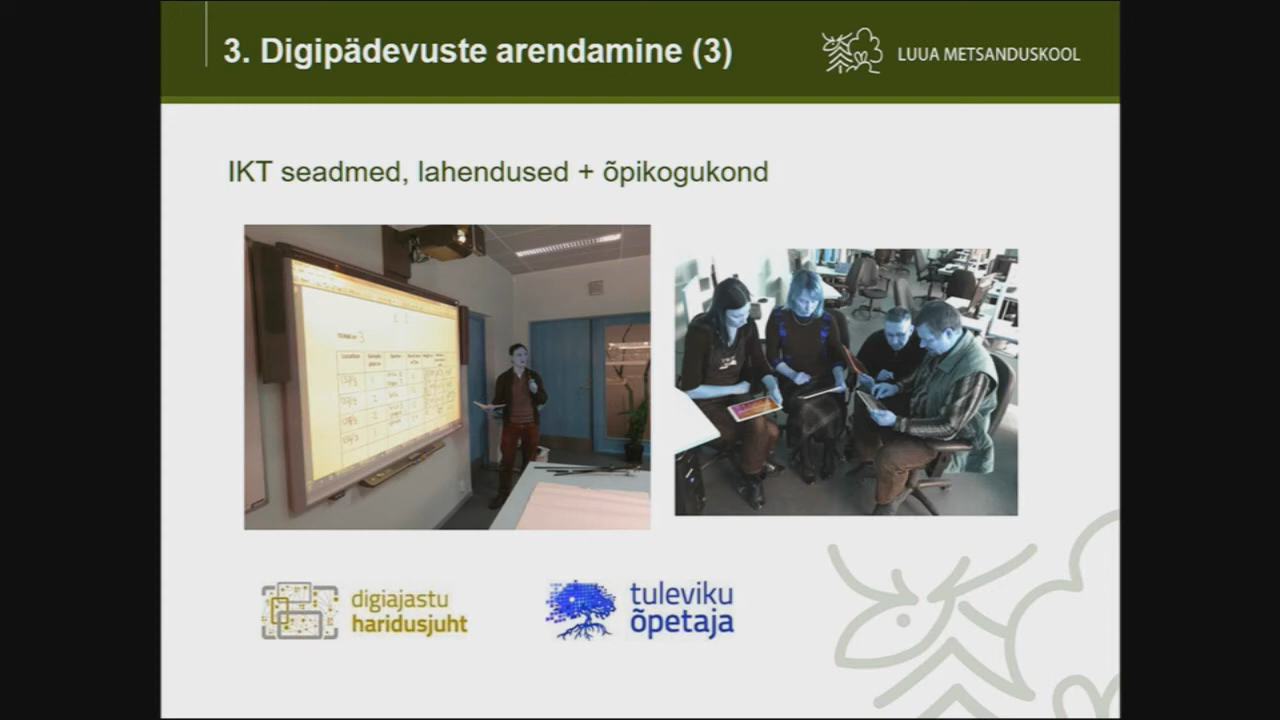 3. Digipädevuste arendamine (3)
LUUA METSANDUSKOOL
IKT seadmed, lahendused + õpikogukond
digiajastu
haridusjuht
tuleviku
õpetaja